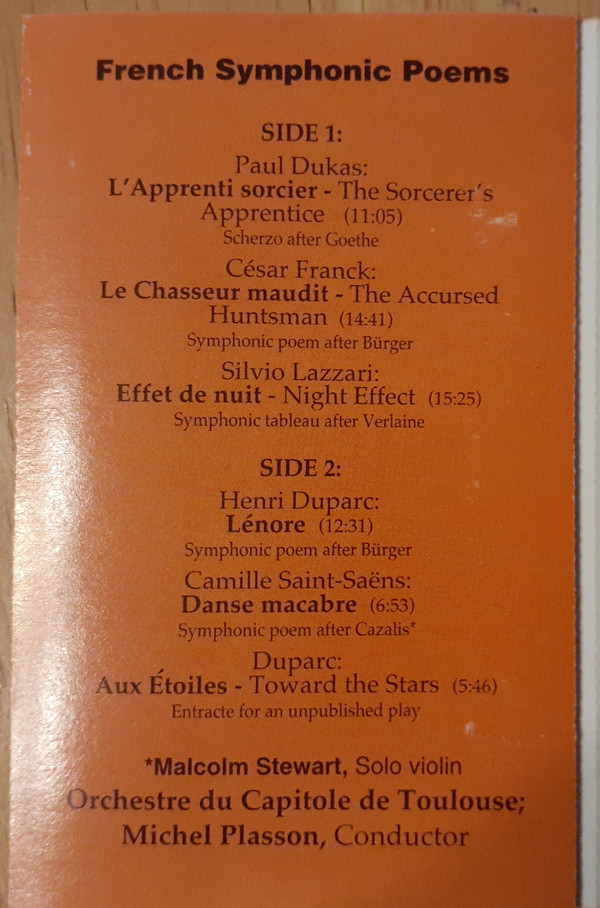 French Symphonic Poems
SIDE 1:
Paul Dukas:
L'Apprenti sorcier - The Sorcerer's
Apprentice (11:05)
Scherzo after Goethe
César Franck:
Le Chasseur maudit - The Accursed
Huntsman (14:41)
Symphonic poem after Bürger
Silvio Lazzari:
Effet de nuit - Night Effect (15:25)
Symphonic tableau after Verlaine
SIDE 2:
Henri Duparc:
Lénore (12:31)
Symphonic poem after Bürger
Camille Saint-Saëns:
Danse macabre (6:53)
Symphonic poem after Cazalis*
Duparc:
Aux Étoiles - Toward the Stars (5:46)
Entracte for an unpublished play
*Malcolm Stewart, Solo violin
Orchestre du Capitole de Toulouse;
Michel Plasson, Conductor